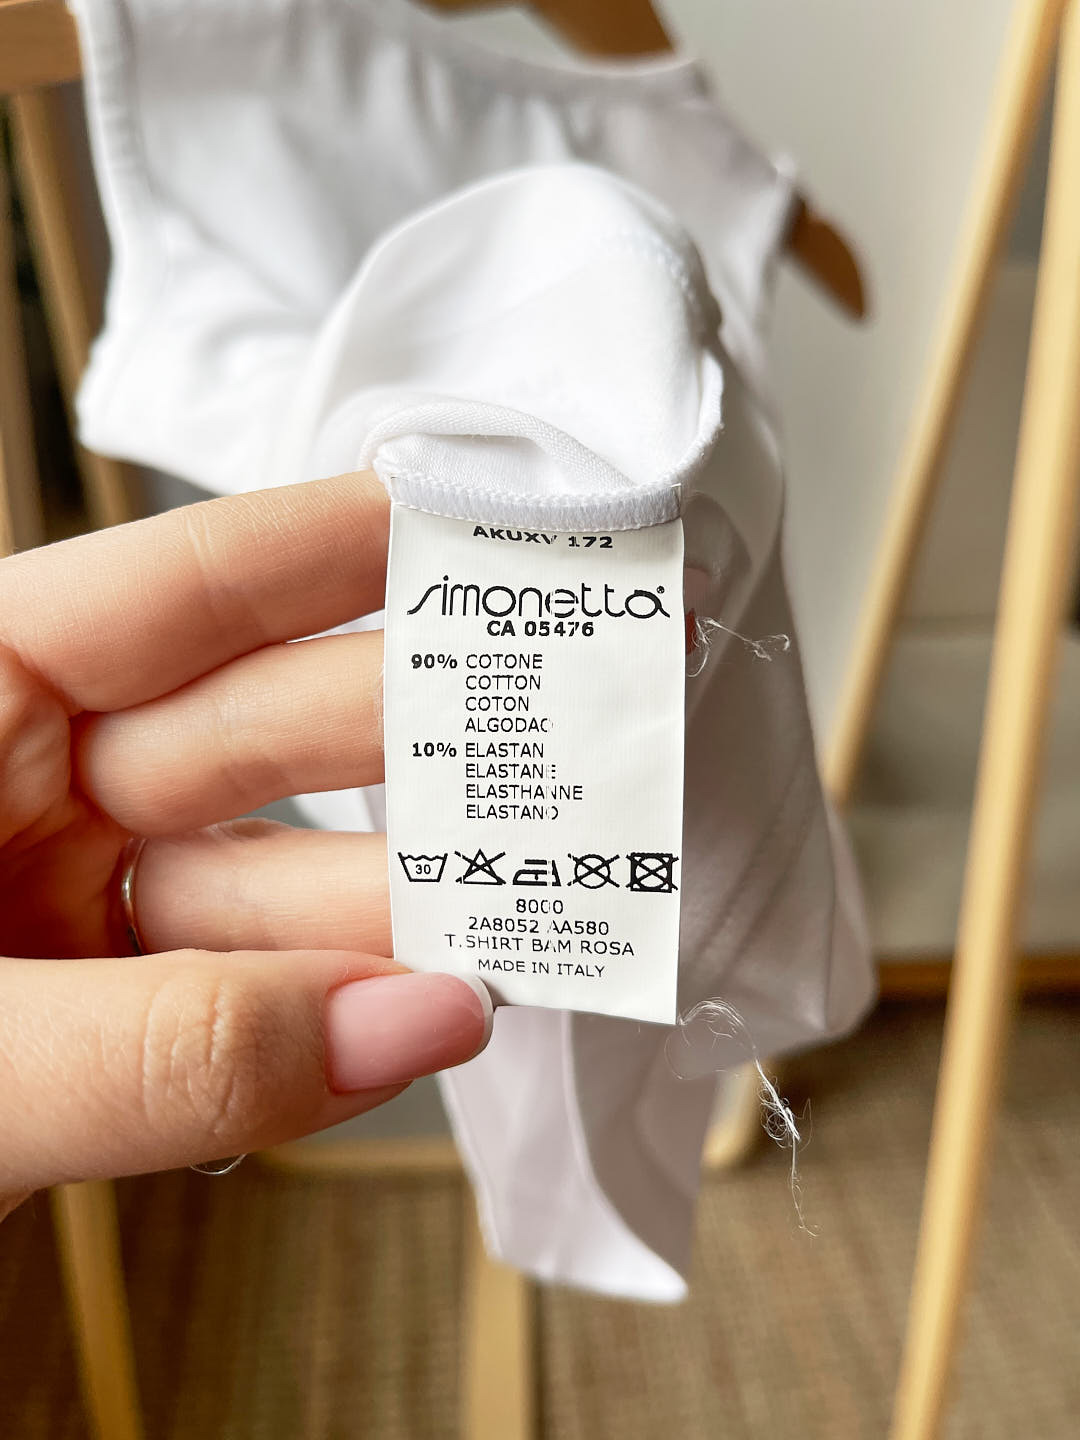 AKUXV 172
simonetta®
CA 05476
90% COTONE
COTTON
COTON
ALGODAO
10% ELASTAN
ELASTANE
ELASTHANNE
ELASTANO
30
8000
2A8052 AA580
T.SHIRT BAM ROSA
MADE IN ITALY